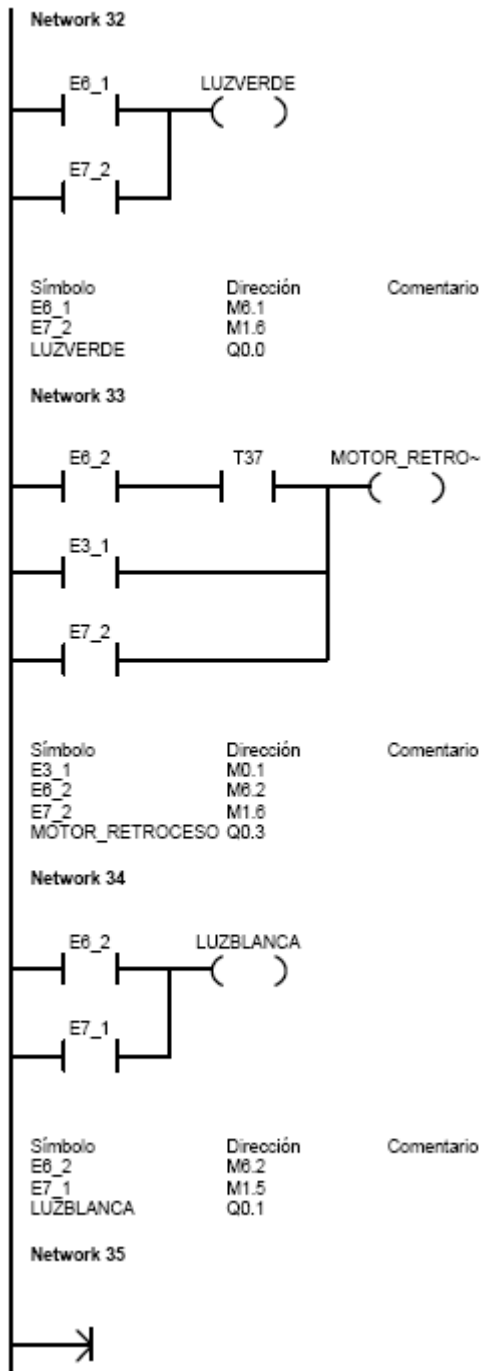 Network 32
E6_1 LUZVERDE
E7_2
Símbolo Dirección Comentario
E6_1 M6.1
E7_2 M1.6
LUZVERDE Q0.0
Network 33
E6_2 T37 MOTOR_RETRO~
E3_1
E7_2
Símbolo Dirección Comentario
E3_1 M0.1
E6_2 M6.2
E7_2 M1.6
MOTOR_RETROCESO Q0.3
Network 34
E6_2 LUZBLANCA
E7_1
Símbolo Dirección Comentario
E6_2 M6.2
E7_1 M1.5
LUZBLANCA Q0.1
Network 35